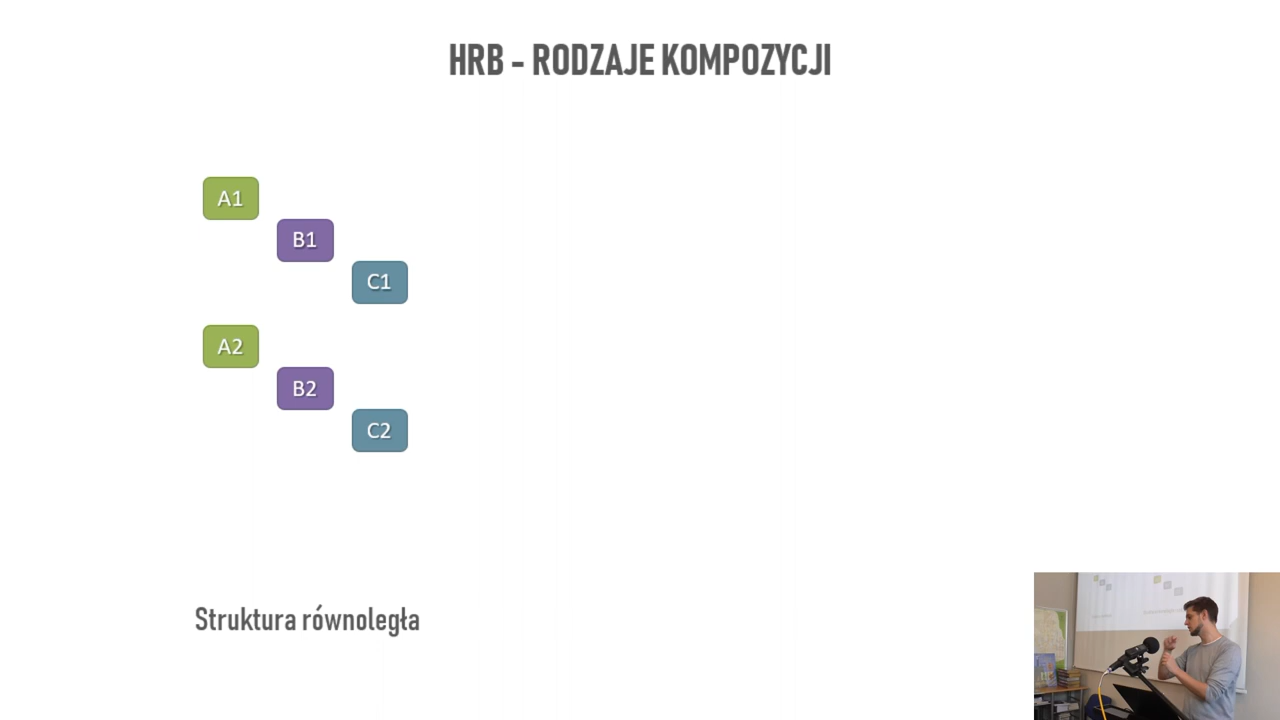 HRB - RODZAJE KOMPOZYCJI
A1
B1
C1
A2
B2
C2
Struktura równoległa